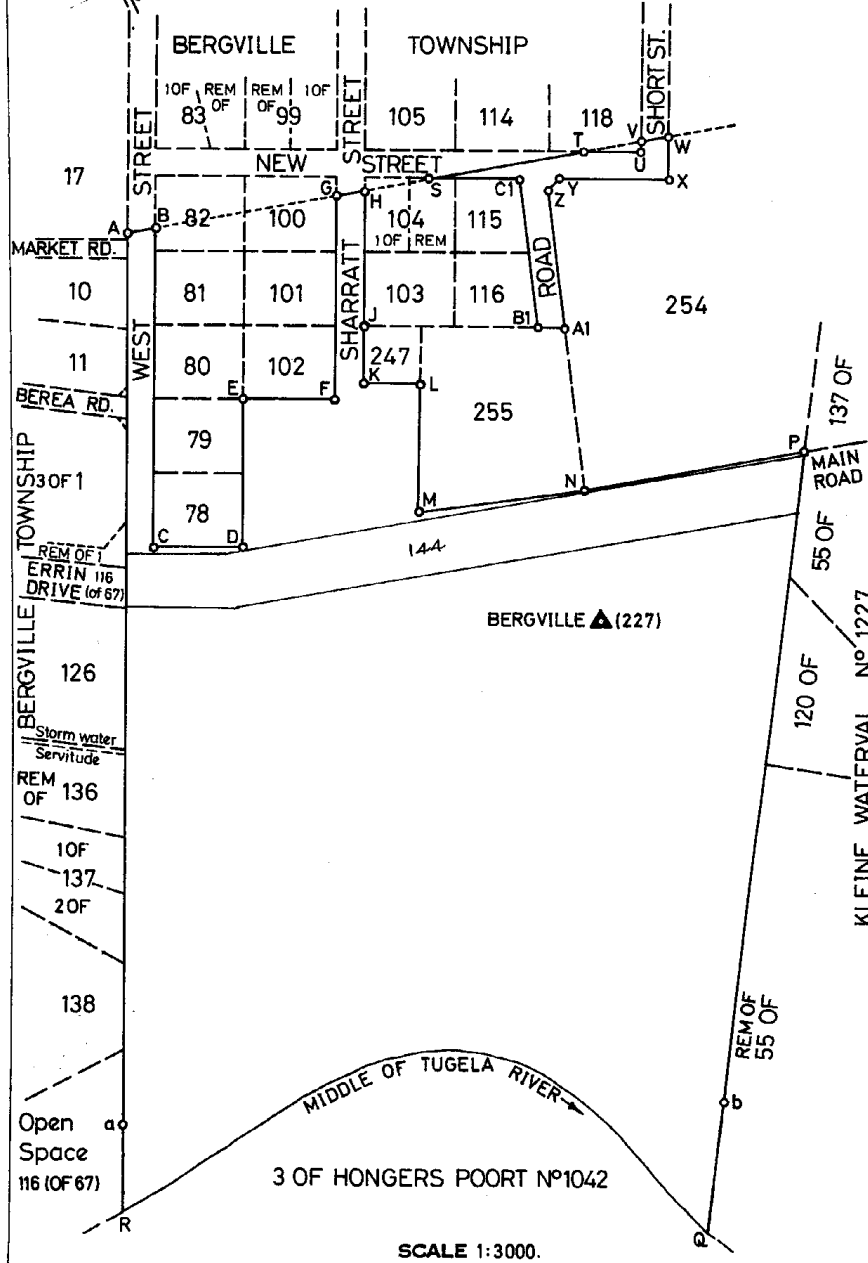 BERGVILLE TOWNSHIP
SHORT ST.
STREET
STREET
1OF REM OF 83
REM OF 99 1OF
105
114
118
T
V
W
U
X
NEW STREET
17
S
C1
Y
Z
G
H
A
B
82
100
104
1OF REM
115
MARKET RD.
10
81
101
103
116
ROAD
254
SHARRATT
WEST
J
B1
A1
11
80
102
247
K
L
E
F
255
BEREA RD.
137 OF
79
P
MAIN ROAD
BERGVILLE TOWNSHIP
3 OF 1
N
M
78
C
D
144
55 OF
REM OF 1
ERRIN 116
DRIVE (of 67)
BERGVILLE (227)
KLEINE WATERVAL Nº 1227
126
120 OF
Storm water
Servitude
REM OF 136
1OF
137
2OF
138
REM OF 55 OF
MIDDLE OF TUGELA RIVER
b
Open
Space
116 (OF 67)
a
3 OF HONGERS POORT Nº1042
R
Q
SCALE 1:3000.